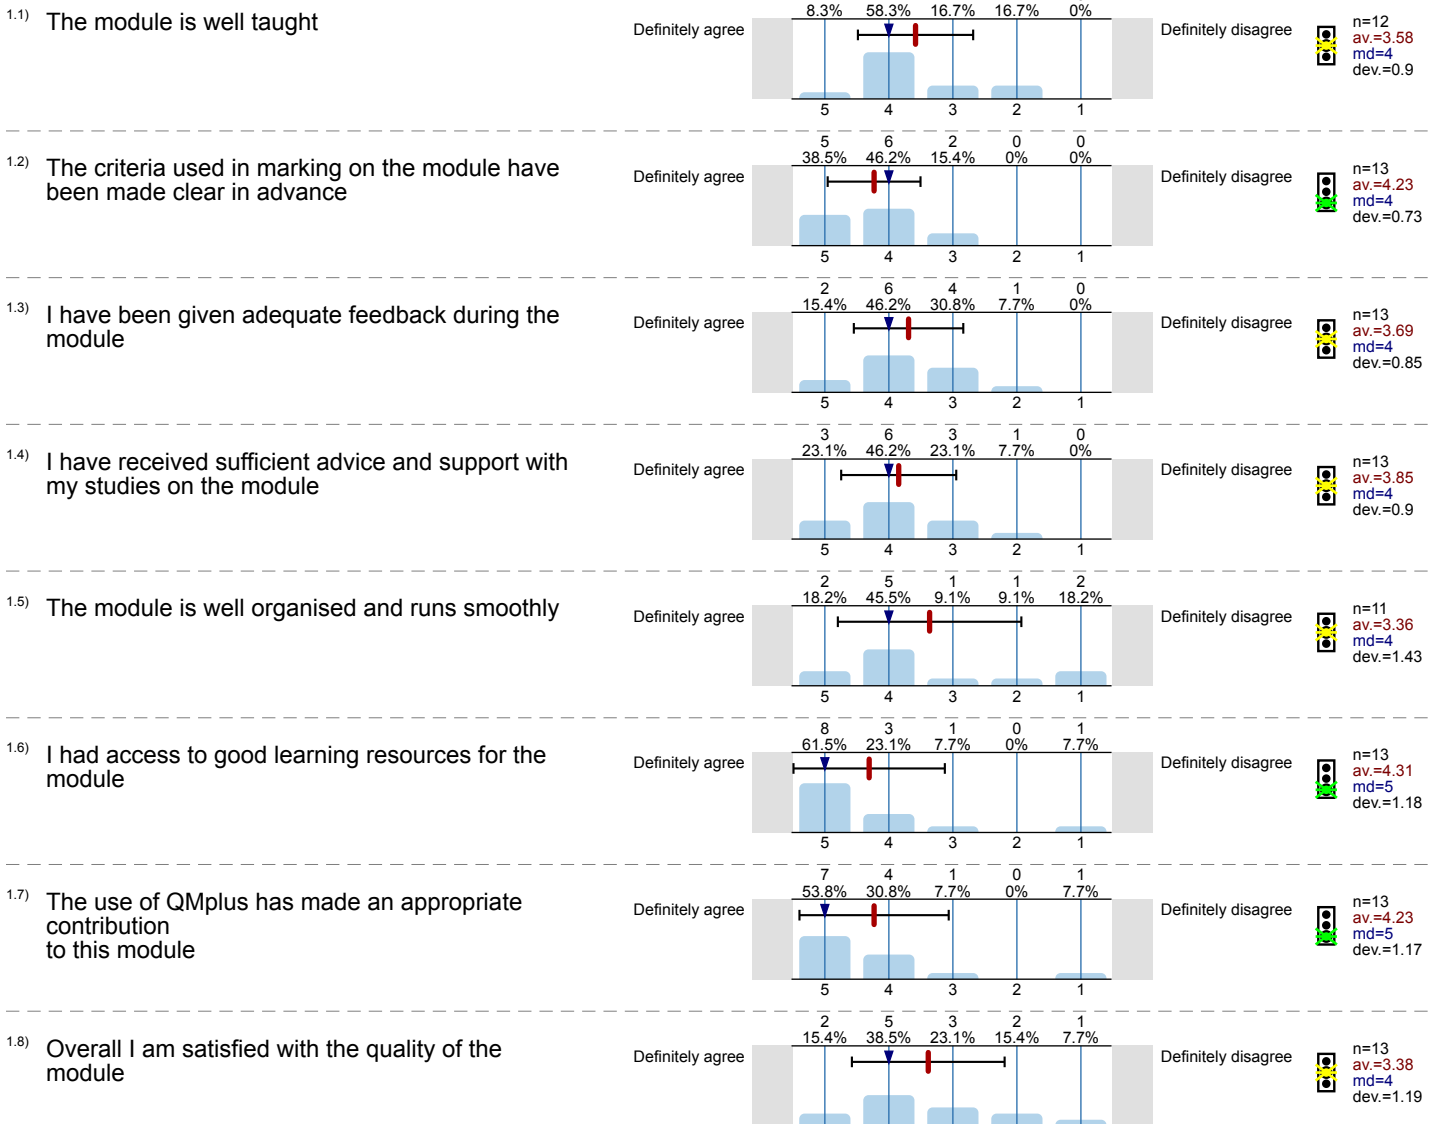 1.1) The module is well taught
Definitely agree
8.3% 58.3% 16.7% 16.7% 0%
5 4 3 2 1
Definitely disagree
n=12
av.=3.58
md=4
dev.=0.9
1.2) The criteria used in marking on the module have
been made clear in advance
Definitely agree
5 6 2 0 0
38.5% 46.2% 15.4% 0% 0%
5 4 3 2 1
Definitely disagree
n=13
av.=4.23
md=4
dev.=0.73
1.3) I have been given adequate feedback during the
module
Definitely agree
2 6 4 1 0
15.4% 46.2% 30.8% 7.7% 0%
5 4 3 2 1
Definitely disagree
n=13
av.=3.69
md=4
dev.=0.85
1.4) I have received sufficient advice and support with
my studies on the module
Definitely agree
3 6 3 1 0
23.1% 46.2% 23.1% 7.7% 0%
5 4 3 2 1
Definitely disagree
n=13
av.=3.85
md=4
dev.=0.9
1.5) The module is well organised and runs smoothly
Definitely agree
2 5 1 1 2
18.2% 45.5% 9.1% 9.1% 18.2%
5 4 3 2 1
Definitely disagree
n=11
av.=3.36
md=4
dev.=1.43
1.6) I had access to good learning resources for the
module
Definitely agree
8 3 1 0 1
61.5% 23.1% 7.7% 0% 7.7%
5 4 3 2 1
Definitely disagree
n=13
av.=4.31
md=5
dev.=1.18
1.7) The use of QMplus has made an appropriate
contribution
to this module
Definitely agree
7 4 1 0 1
53.8% 30.8% 7.7% 0% 7.7%
5 4 3 2 1
Definitely disagree
n=13
av.=4.23
md=5
dev.=1.17
1.8) Overall I am satisfied with the quality of the
module
Definitely agree
2 5 3 2 1
15.4% 38.5% 23.1% 15.4% 7.7%
Definitely disagree
n=13
av.=3.38
md=4
dev.=1.19